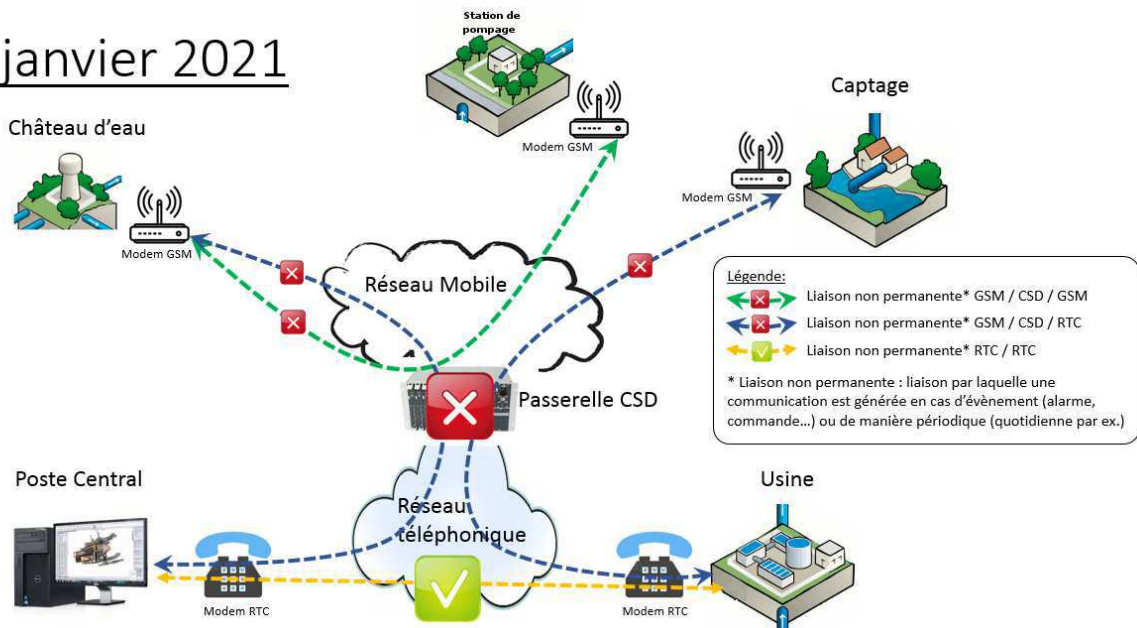 janvier 2021
Station de
pompage
Captage
Château d'eau
Modem GSM
Modem GSM
Modem GSM
Réseau Mobile
Légende:
Liaison non permanente* GSM / CSD / GSM
Liaison non permanente* GSM / CSD / RTC
Liaison non permanente* RTC / RTC
* Liaison non permanente : liaison par laquelle une
communication est générée en cas d'évènement (alarme,
commande...) ou de manière périodique (quotidienne par ex.)
Passerelle CSD
Poste Central
Usine
Réseau
téléphonique
Modem RTC
Modem RTC